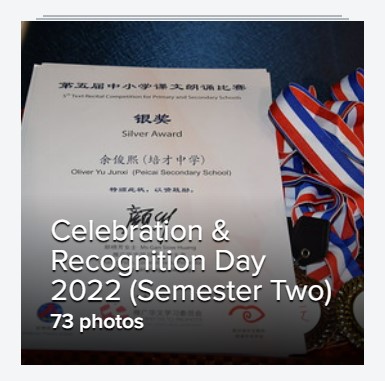 第五届中小学课文朗诵比赛
5th Text Recital Competition for Primary and Secondary Schools
银奖
Silver Award
余俊熙(培才中学)
Oliver Yu Junxi (Peicai Secondary School)
特颁此状，以资鼓励。
Celebration &
Recognition Day
2022 (Semester Two)
73 photos